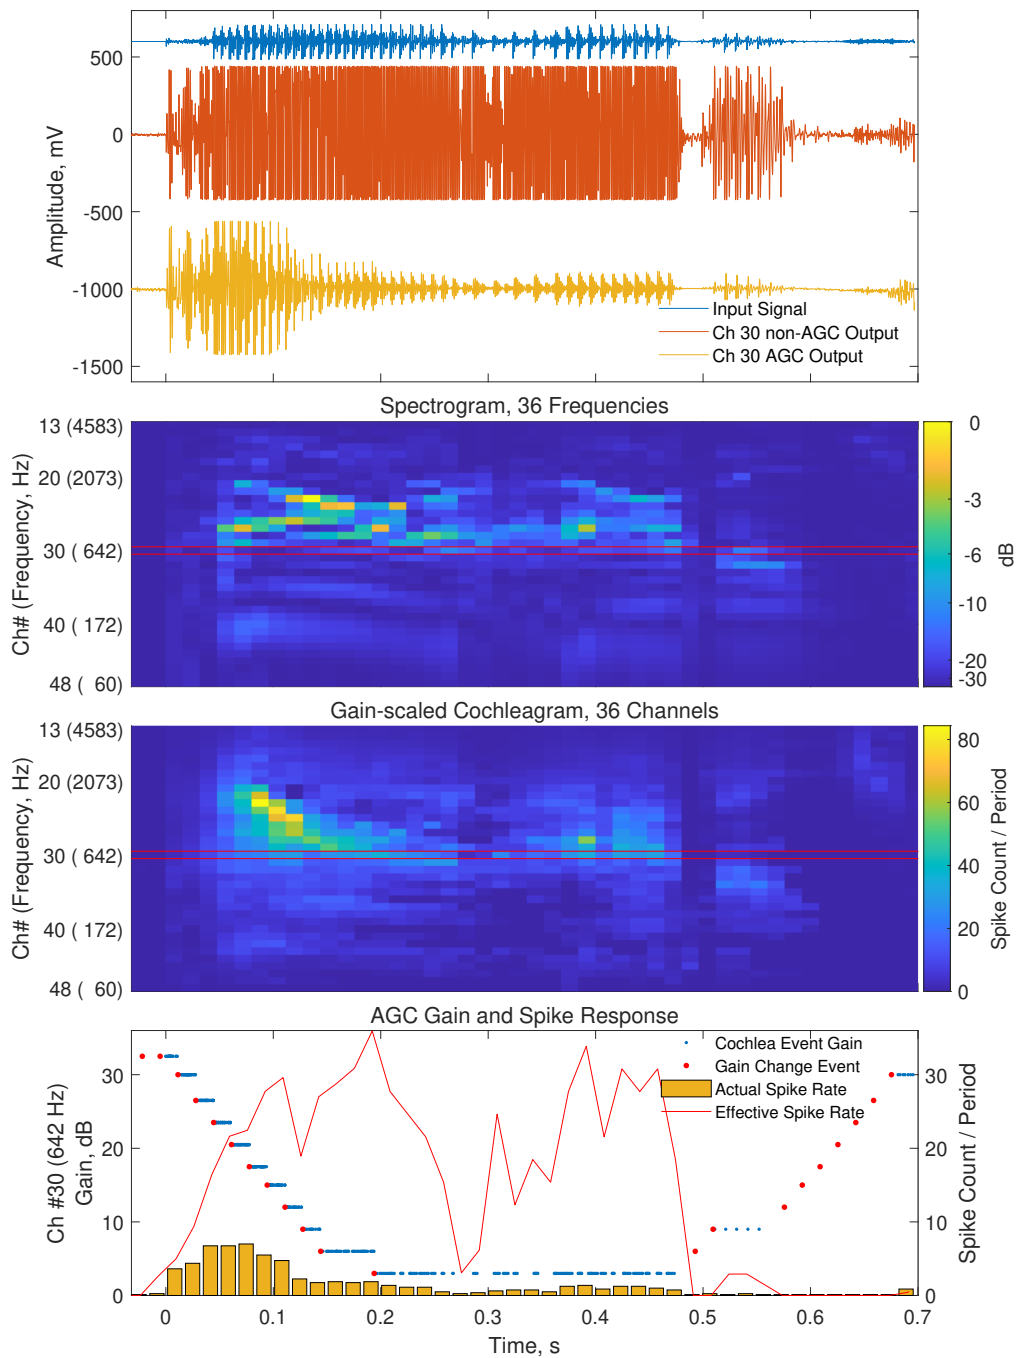 500
0
-500
-1000
-1500
Amplitude, mV
Input Signal
Ch 30 non-AGC Output
Ch 30 AGC Output
Spectrogram, 36 Frequencies
13 (4583)
20 (2073)
30 ( 642)
40 ( 172)
48 ( 60)
Ch# (Frequency, Hz)
0
-3
-6
-10
-20
-30
dB
Gain-scaled Cochleagram, 36 Channels
13 (4583)
20 (2073)
30 ( 642)
40 ( 172)
48 ( 60)
Ch# (Frequency, Hz)
80
60
40
20
0
Spike Count / Period
AGC Gain and Spike Response
30
20
10
0
Ch #30 (642 Hz)
Gain, dB
Cochlea Event Gain
Gain Change Event
Actual Spike Rate
Effective Spike Rate
30
20
10
0
Spike Count / Period
0 0.1 0.2 0.3 0.4 0.5 0.6 0.7
Time, s